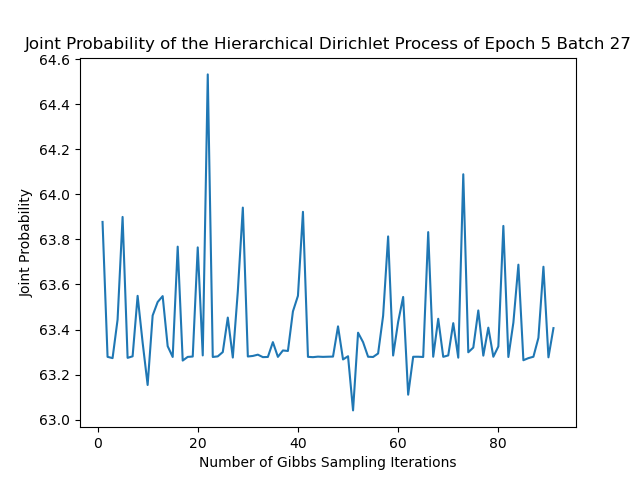 Joint Probability of the Hierarchical Dirichlet Process of Epoch 5 Batch 27
64.6
64.4
64.2
64.0
63.8
63.6
63.4
63.2
63.0
Joint Probability
0 20 40 60 80
Number of Gibbs Sampling Iterations